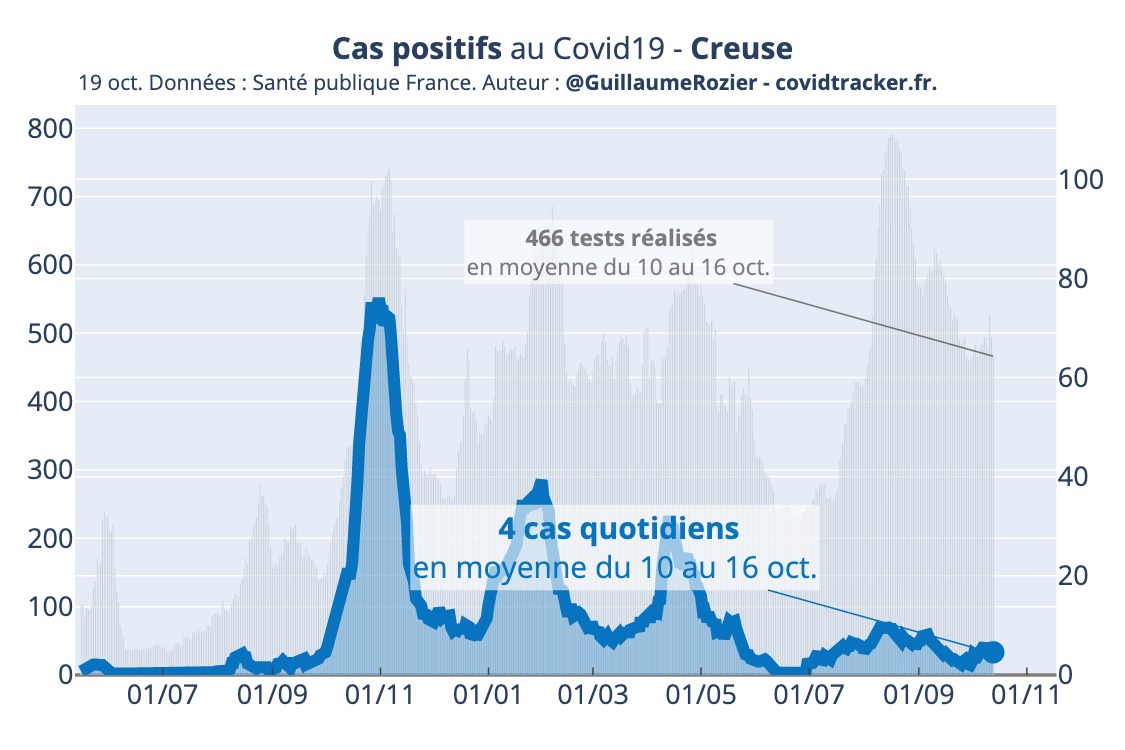 Cas positifs au Covid19 - Creuse
19 oct. Données : Santé publique France. Auteur : @GuillaumeRozier - covidtracker.fr.
800
700
600
500
400
300
200
100
0
100
80
60
40
20
0
466 tests réalisés
en moyenne du 10 au 16 oct.
4 cas quotidiens
en moyenne du 10 au 16 oct.
01/07 01/09 01/11 01/01 01/03 01/05 01/07 01/09 01/11